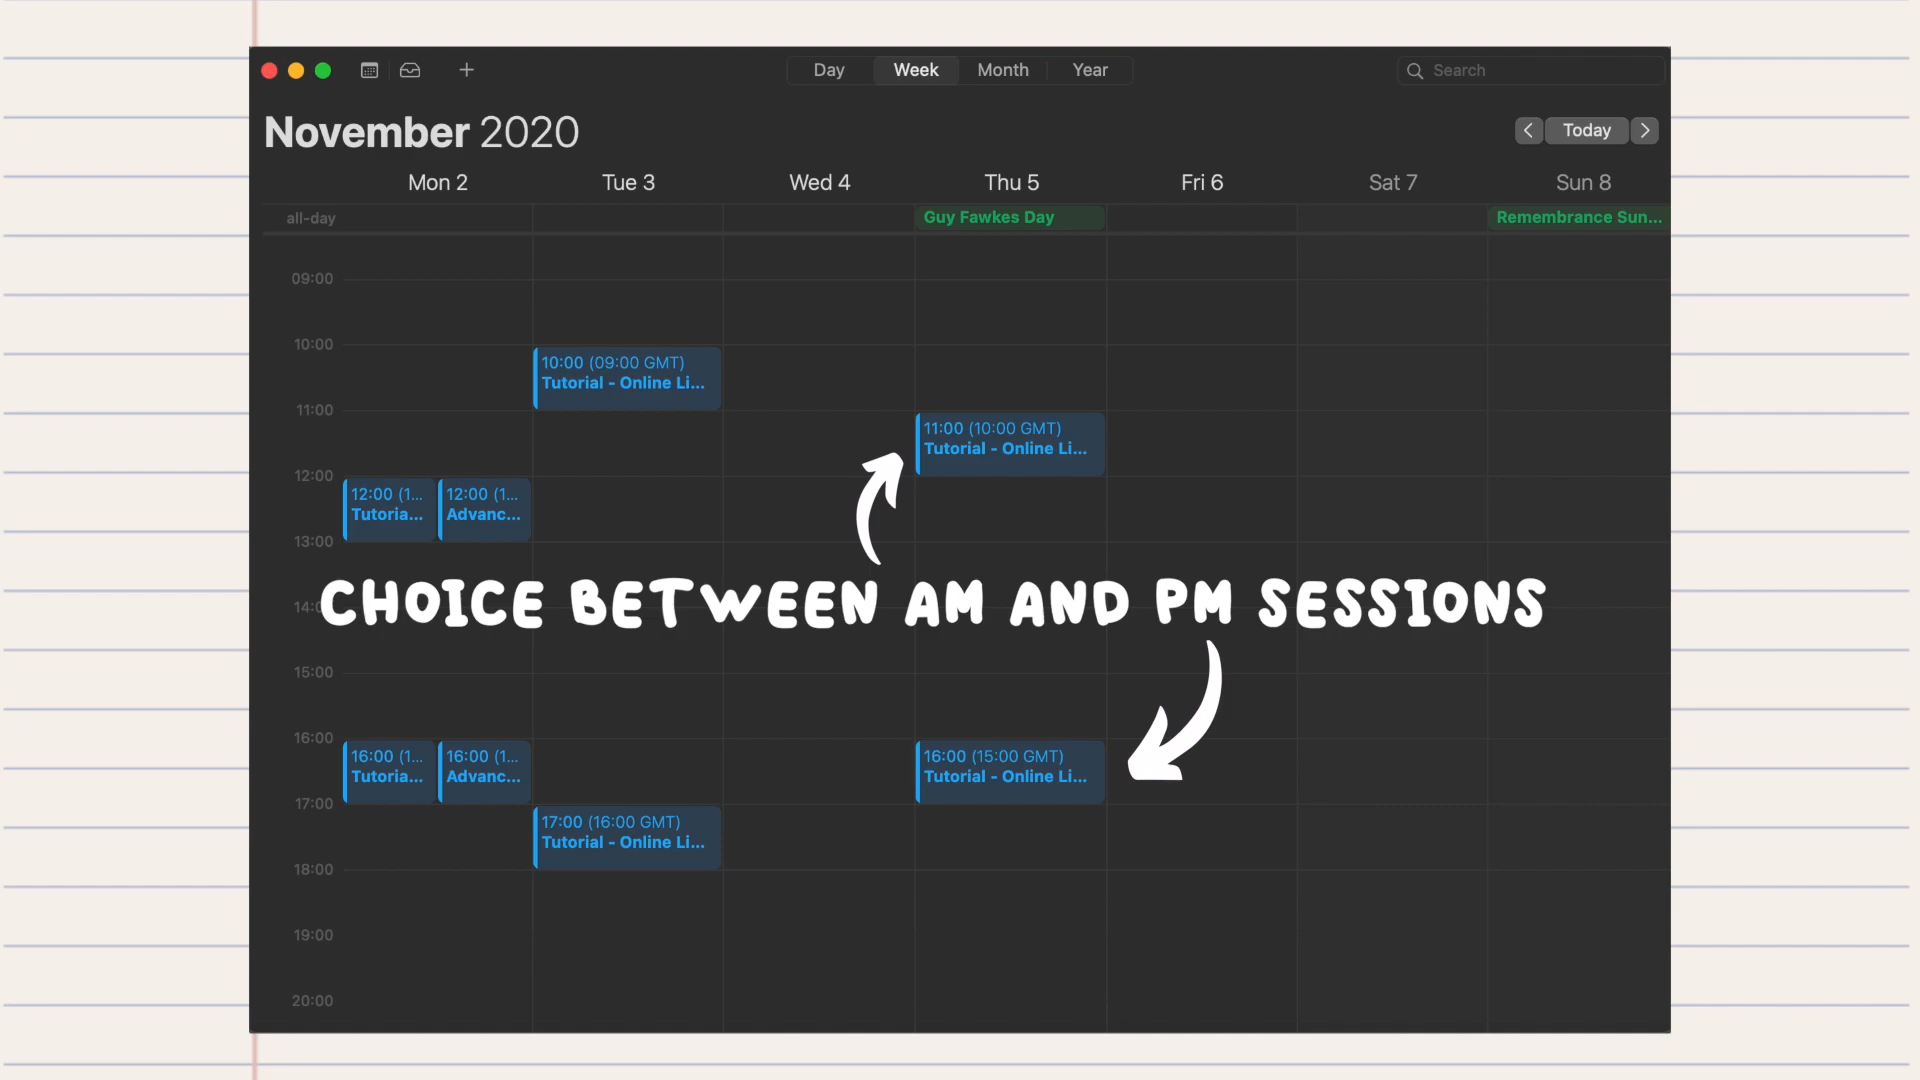 Day Week Month Year
Search
November 2020
Today
Mon 2 Tue 3 Wed 4 Thu 5 Fri 6 Sat 7 Sun 8
all-day
Guy Fawkes Day
Remembrance Sun...
09:00
10:00
10:00 (09:00 GMT)
Tutorial - Online Li...
11:00
11:00 (10:00 GMT)
Tutorial - Online Li...
12:00
12:00 (1...
Tutoria...
12:00 (1...
Advanc...
13:00
14:0
CHOICE BETWEEN AM AND PM SESSIONS
15:00
16:00
16:00 (1...
Tutoria...
16:00 (1...
Advanc...
16:00 (15:00 GMT)
Tutorial - Online Li...
17:00
17:00 (16:00 GMT)
Tutorial - Online Li...
18:00
19:00
20:00